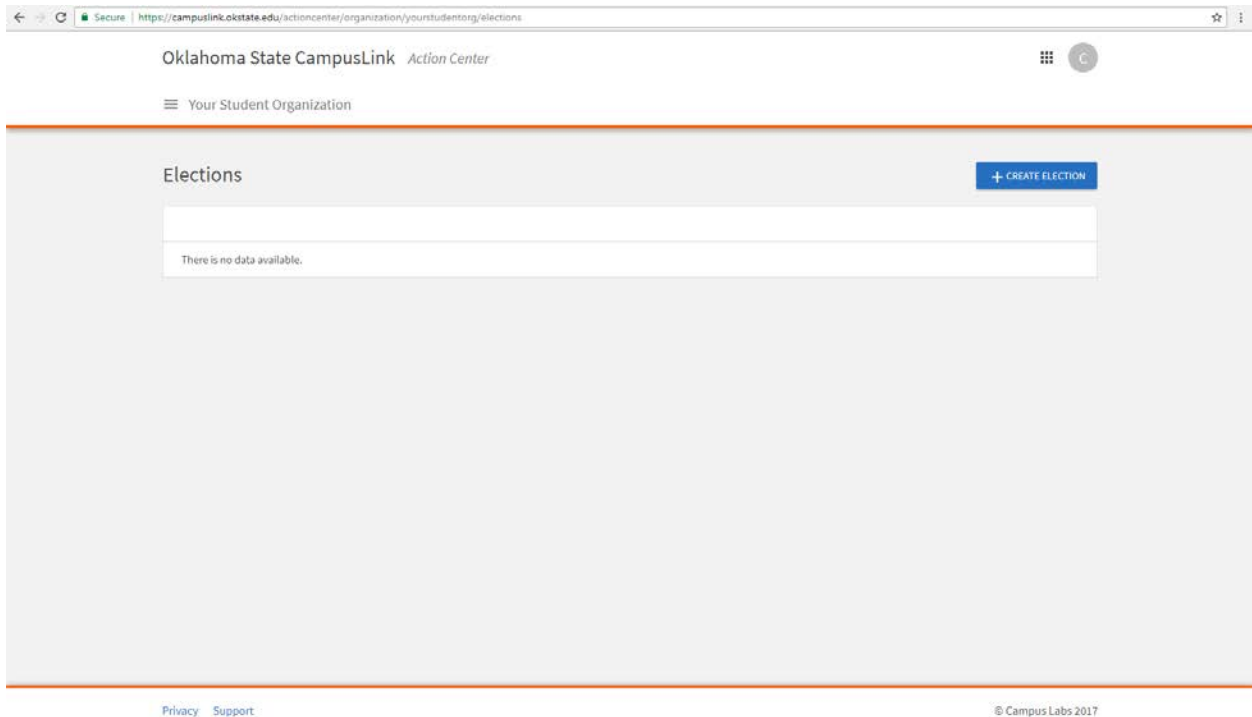 Secure https://campuslink.okstate.edu/actioncenter/organization/yourstudentorg/elections
Oklahoma State CampusLink Action Center
C
Your Student Organization
Elections
+ CREATE ELECTION
There is no data available.
Privacy Support
© Campus Labs 2017